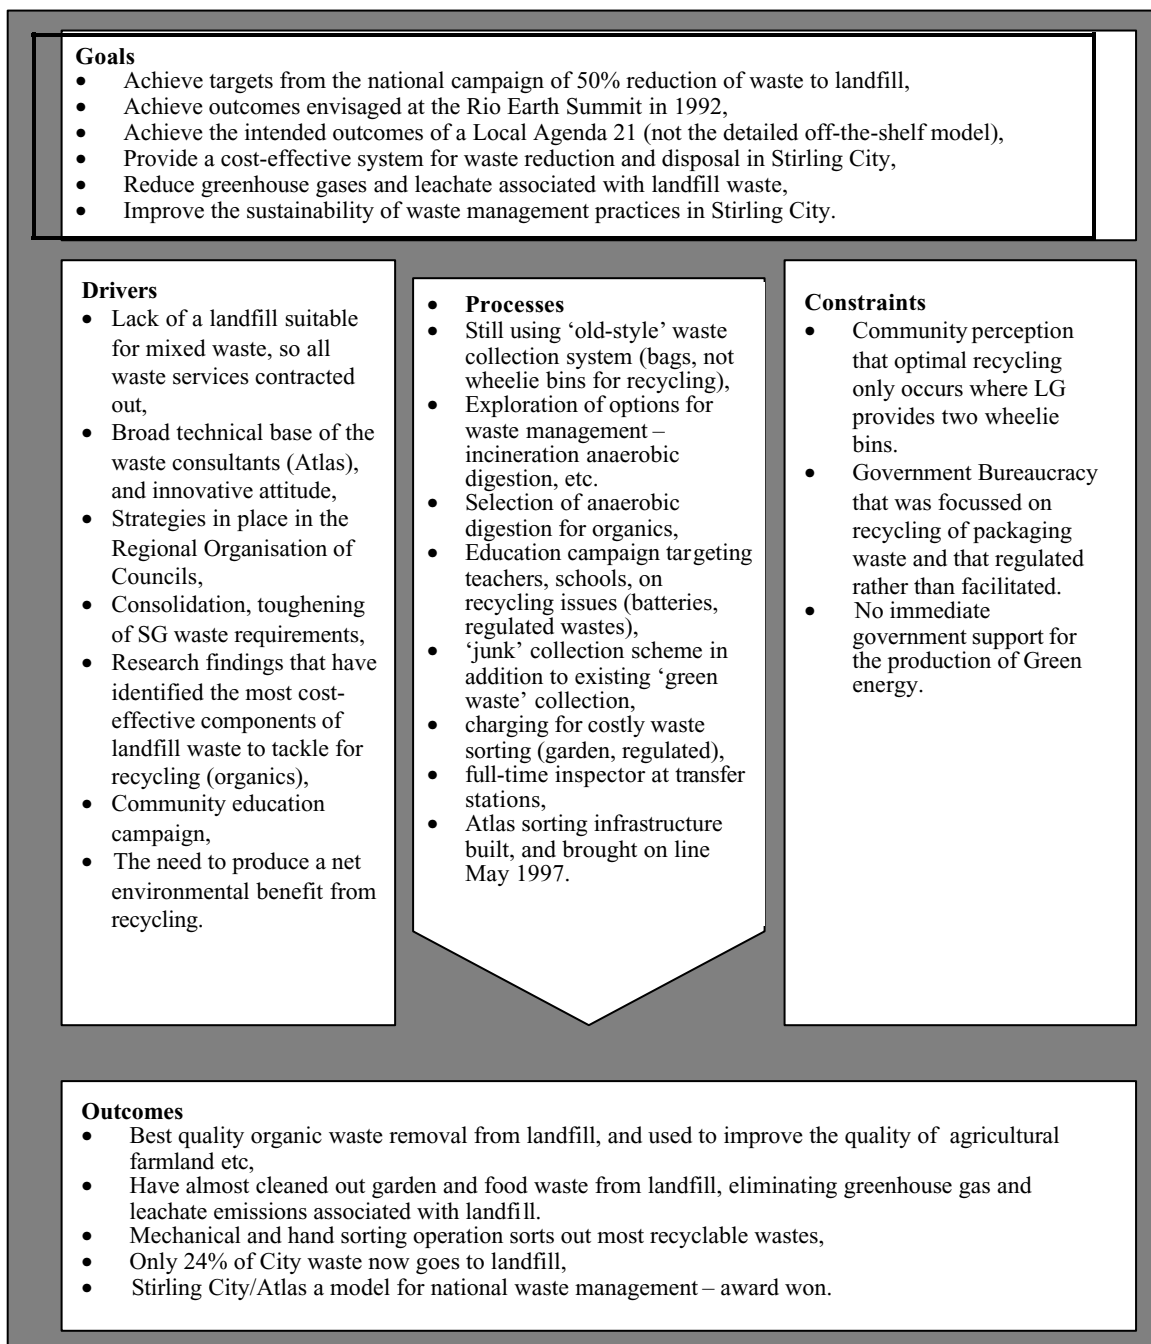 Goals
• Achieve targets from the national campaign of 50% reduction of waste to landfill,
• Achieve outcomes envisaged at the Rio Earth Summit in 1992,
• Achieve the intended outcomes of a Local Agenda 21 (not the detailed off-the-shelf model),
• Provide a cost-effective system for waste reduction and disposal in Stirling City,
• Reduce greenhouse gases and leachate associated with landfill waste,
• Improve the sustainability of waste management practices in Stirling City.
Drivers
• Lack of a landfill suitable
for mixed waste, so all
waste services contracted
out,
• Broad technical base of the
waste consultants (Atlas),
and innovative attitude,
• Strategies in place in the
Regional Organisation of
Councils,
• Consolidation, toughening
of SG waste requirements,
• Research findings that have
identified the most cost-
effective components of
landfill waste to tackle for
recycling (organics),
• Community education
campaign,
• The need to produce a net
environmental benefit from
recycling.
• Processes
• Still using ‘old-style’ waste
collection system (bags, not
wheelie bins for recycling),
• Exploration of options for
waste management –
incineration anaerobic
digestion, etc.
• Selection of anaerobic
digestion for organics,
• Education campaign targeting
teachers, schools, on
recycling issues (batteries,
regulated wastes),
• ‘junk’ collection scheme in
addition to existing ‘green
waste’ collection,
• charging for costly waste
sorting (garden, regulated),
• full-time inspector at transfer
stations,
• Atlas sorting infrastructure
built, and brought on line
May 1997.
Constraints
• Community perception
that optimal recycling
only occurs where LG
provides two wheelie
bins.
• Government Bureaucracy
that was focussed on
recycling of packaging
waste and that regulated
rather than facilitated.
• No immediate
government support for
the production of Green
energy.
Outcomes
• Best quality organic waste removal from landfill, and used to improve the quality of agricultural
farmland etc,
• Have almost cleaned out garden and food waste from landfill, eliminating greenhouse gas and
leachate emissions associated with landfill.
• Mechanical and hand sorting operation sorts out most recyclable wastes,
• Only 24% of City waste now goes to landfill,
• Stirling City/Atlas a model for national waste management – award won.